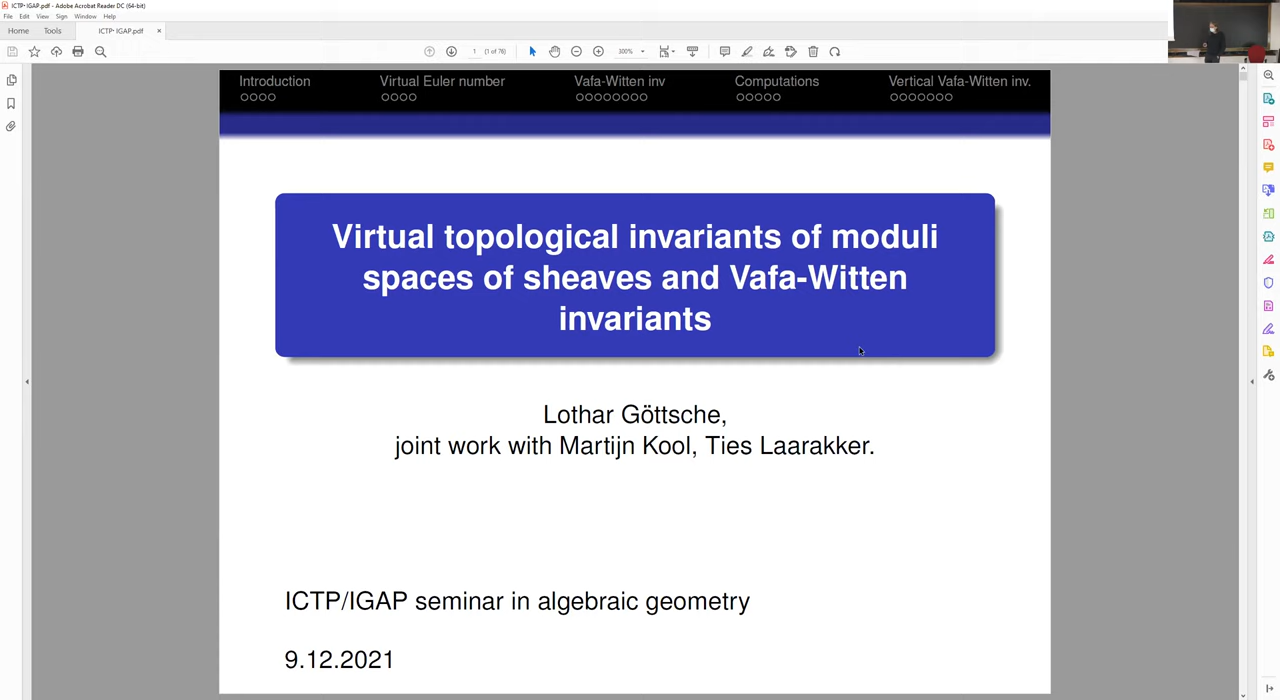 ICTP-IGAP.pdf - Adobe Acrobat Reader DC (64-bit)
File Edit View Sign Window Help
Home Tools ICTP-IGAP.pdf ×
1 (1 of 76) 300%
Introduction Virtual Euler number Vafa-Witten inv Computations Vertical Vafa-Witten inv.
Virtual topological invariants of moduli
spaces of sheaves and Vafa-Witten
invariants
Lothar Göttsche,
joint work with Martijn Kool, Ties Laarakker.
ICTP/IGAP seminar in algebraic geometry
9.12.2021